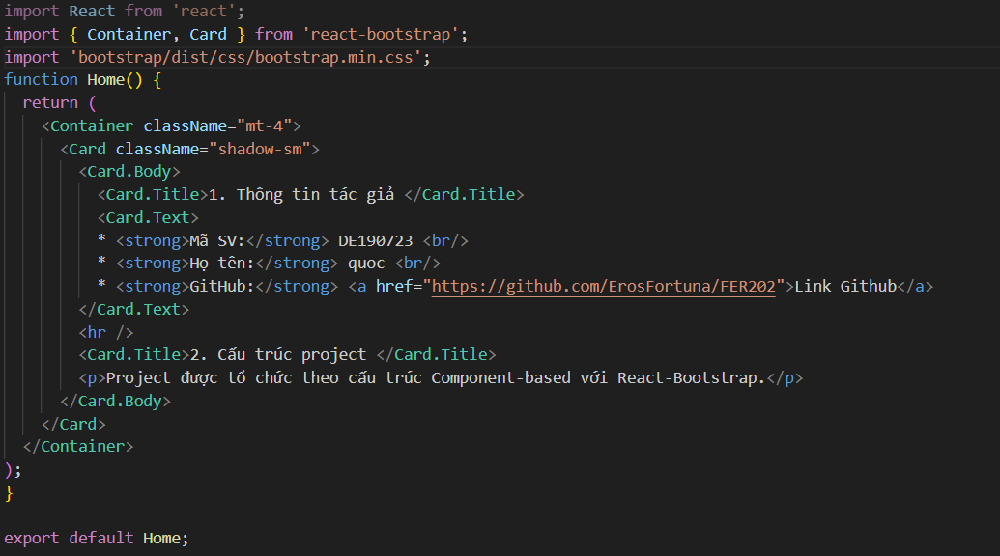 import React from 'react';
import { Container, Card } from 'react-bootstrap';
import 'bootstrap/dist/css/bootstrap.min.css';
function Home() {
  return (
    <Container className="mt-4">
      <Card className="shadow-sm">
        <Card.Body>
          <Card.Title>1. Thông tin tác giả </Card.Title>
          <Card.Text>
          * <strong>Mã SV:</strong> DE190723 <br/>
          * <strong>Họ tên:</strong> quoc <br/>
          * <strong>GitHub:</strong> <a href="https://github.com/ErosFortuna/FER202">Link Github</a>
        </Card.Text>
        <hr />
        <Card.Title>2. Cấu trúc project </Card.Title>
        <p>Project được tổ chức theo cấu trúc Component-based với React-Bootstrap.</p>
      </Card.Body>
    </Card>
  </Container>
);
}

export default Home;